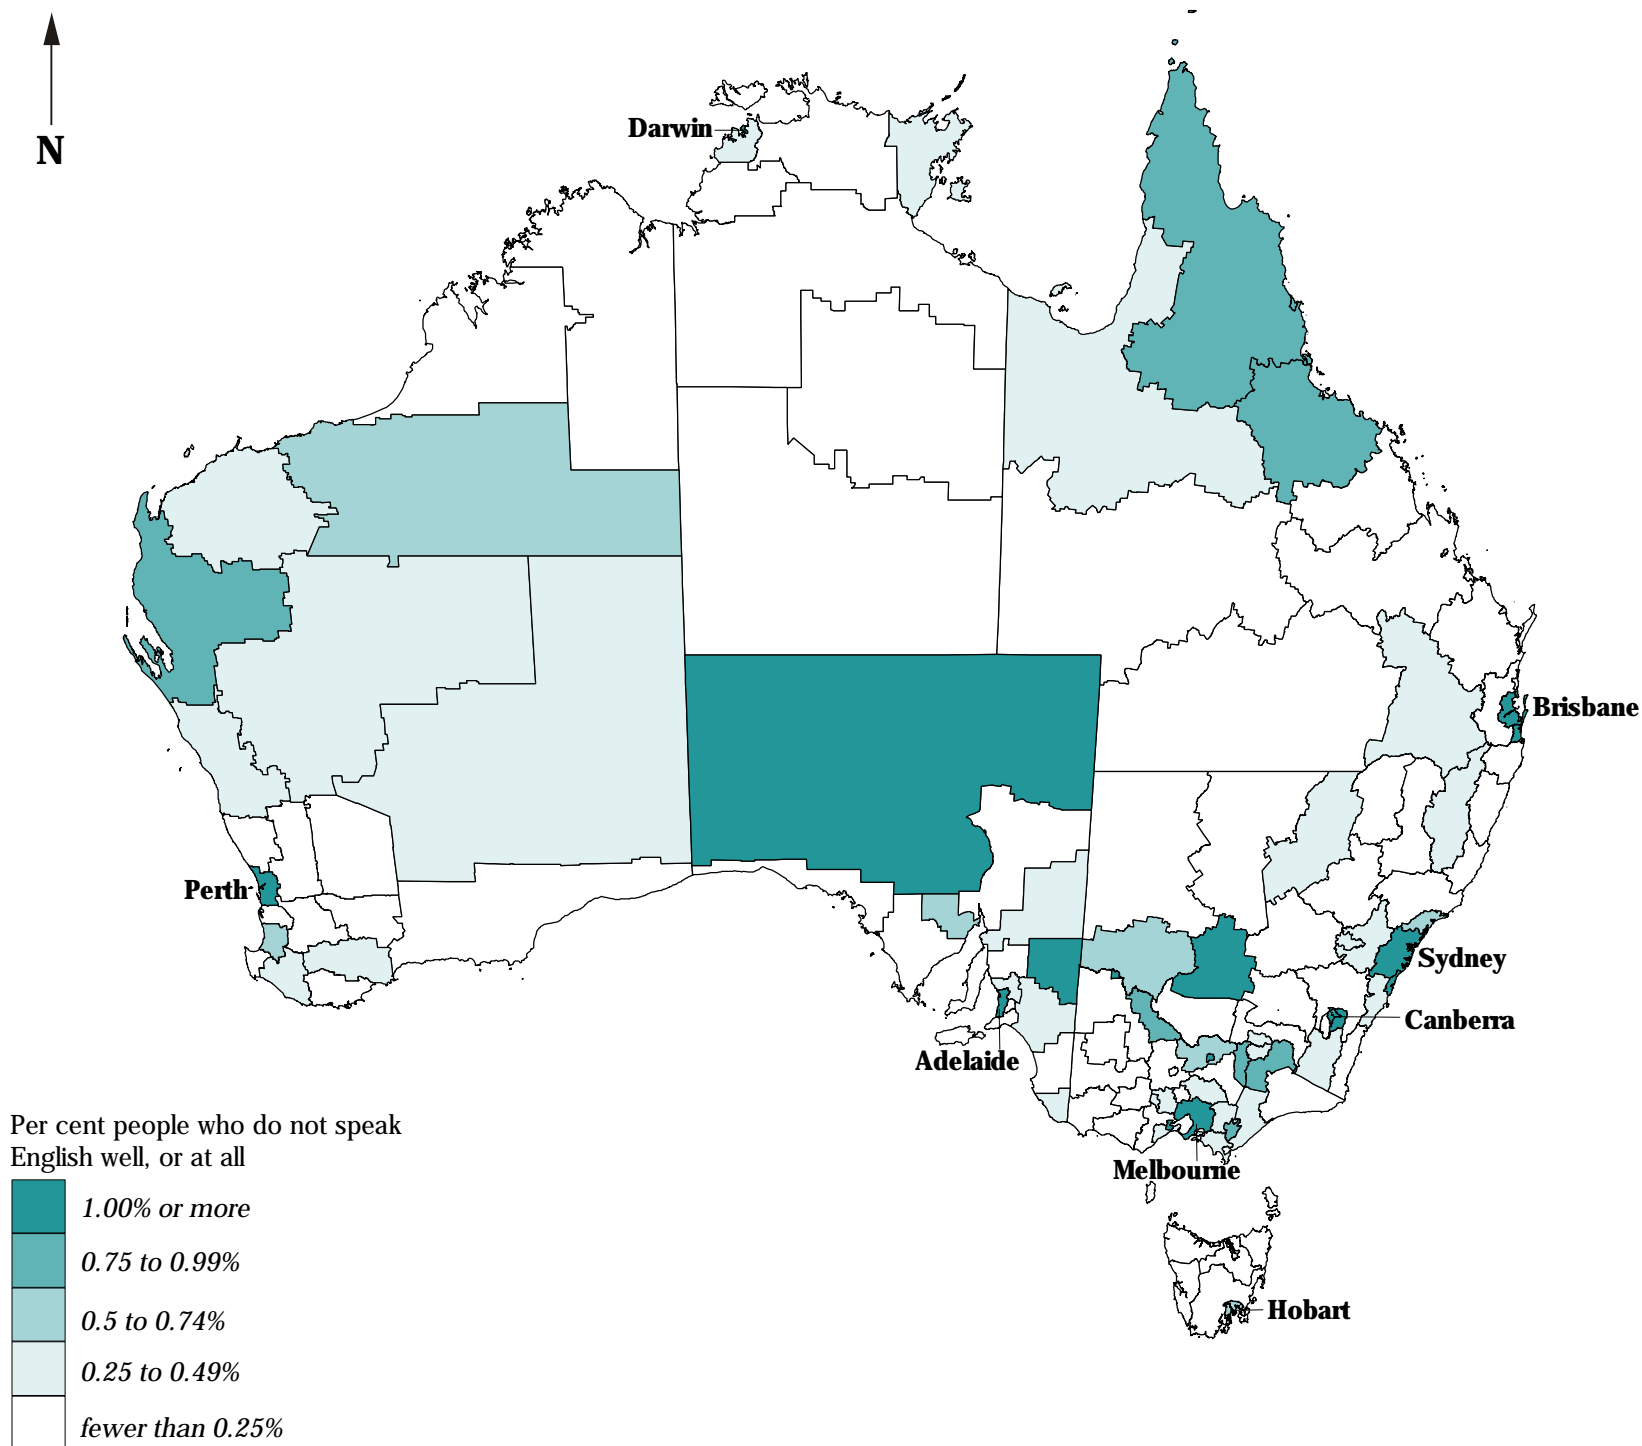 N
Darwin
Brisbane
Perth
Sydney
Canberra
Adelaide
Melbourne
Hobart
Per cent people who do not speak
English well, or at all
1.00% or more
0.75 to 0.99%
0.5 to 0.74%
0.25 to 0.49%
fewer than 0.25%